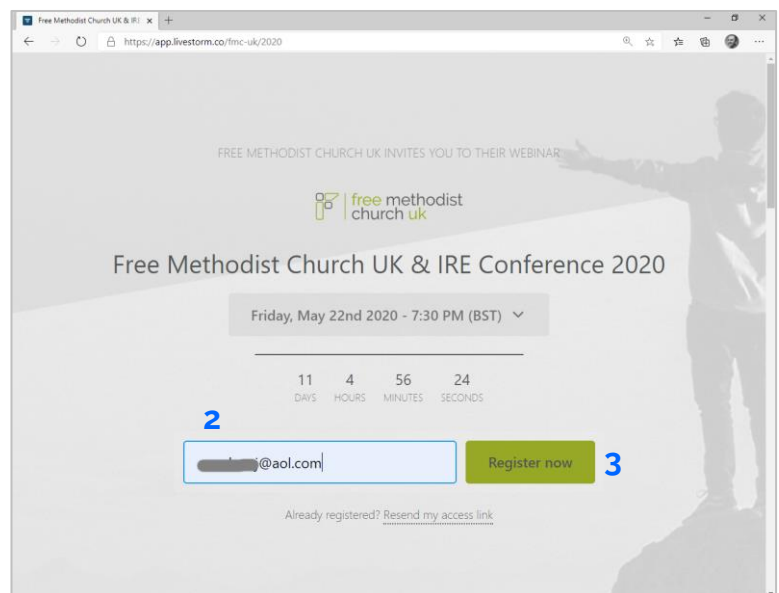 Free Methodist Church UK & IRE
https://app.livestorm.co/fmc-uk/2020
FREE METHODIST CHURCH UK INVITES YOU TO THEIR WEBINAR
free methodist
church uk
Free Methodist Church UK & IRE Conference 2020
Friday, May 22nd 2020 - 7:30 PM (BST)
11 4 56 24
DAYS HOURS MINUTES SECONDS
2
@aol.com
Register now
3
Already registered? Resend my access link